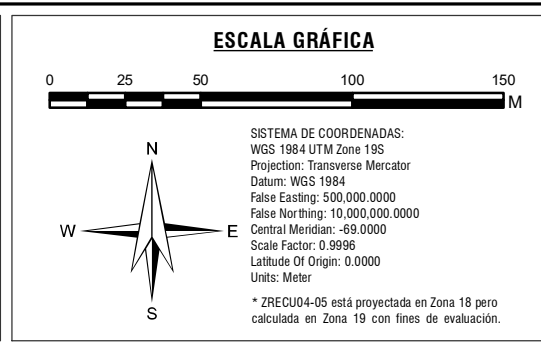 ESCALA GRÁFICA
0 25 50 100 150
M
SISTEMA DE COORDENADAS:
WGS 1984 UTM Zone 19S
Projection: Transverse Mercator
Datum: WGS 1984
False Easting: 500,000.0000
False Northing: 10,000,000.0000
Central Meridian: -69.0000
Scale Factor: 0.9996
Latitude Of Origin: 0.0000
Units: Meter
* ZRECU04-05 está proyectada en Zona 18 pero
calculada en Zona 19 con fines de evaluación.
N
W E
S